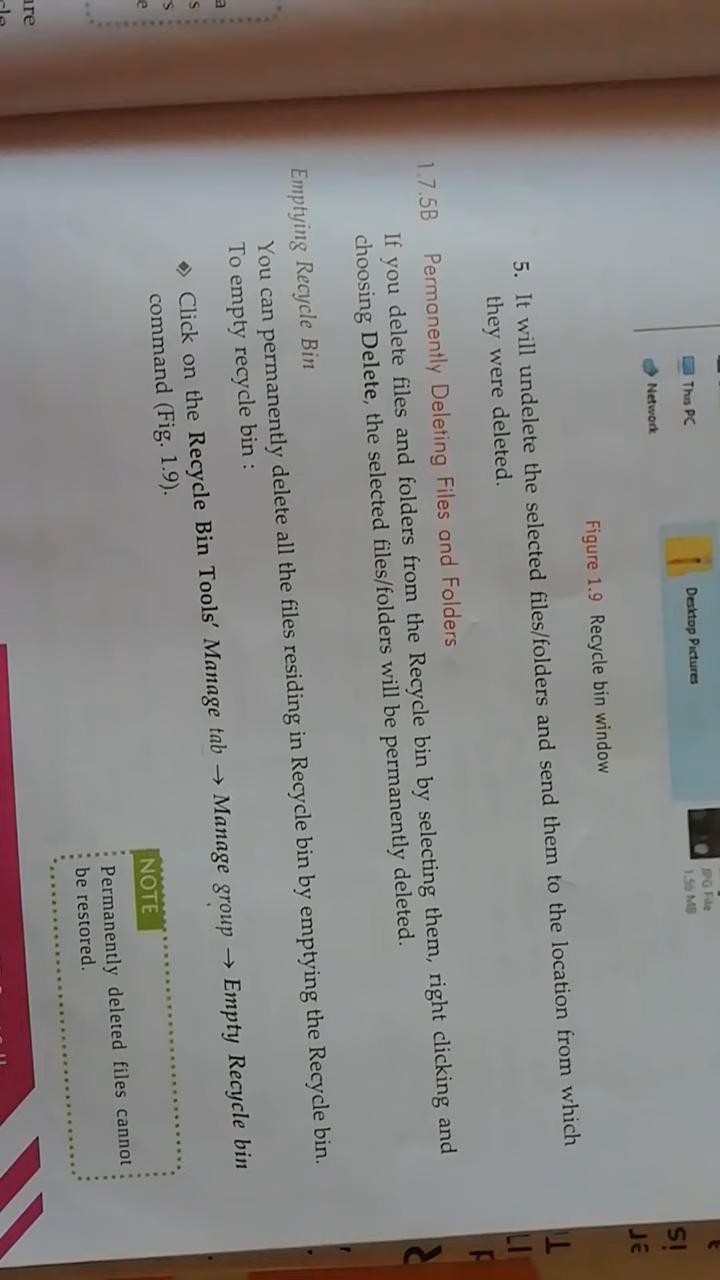 This PC
Network
Desktop Pictures
JPG File
1.56 MB
Figure 1.9 Recycle bin window
5. It will undelete the selected files/folders and send them to the location from which
they were deleted.
1.7.5B Permanently Deleting Files and Folders
If you delete files and folders from the Recycle bin by selecting them, right clicking and
choosing Delete, the selected files/folders will be permanently deleted.
Emptying Recycle Bin
You can permanently delete all the files residing in Recycle bin by emptying the Recycle bin.
To empty recycle bin :
Click on the Recycle Bin Tools' Manage tab → Manage group → Empty Recycle bin
command (Fig. 1.9).
NOTE
Permanently deleted files cannot
be restored.